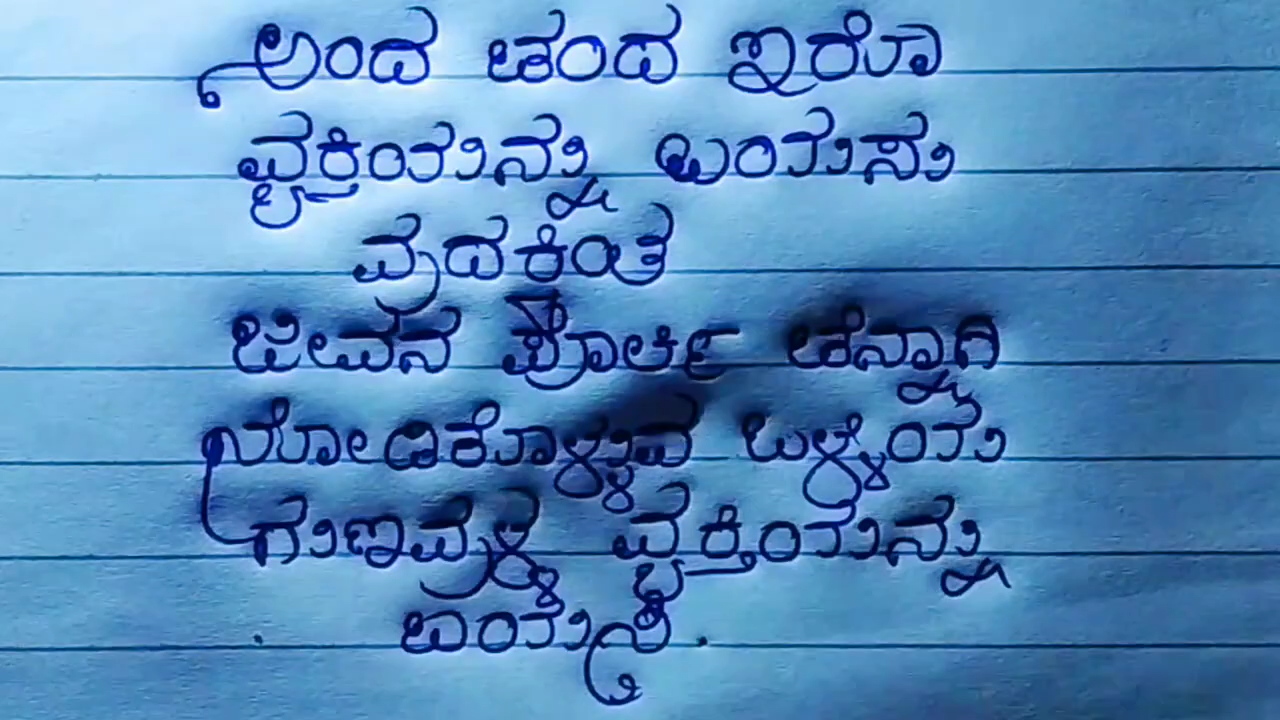 ಅಂದ ಚಂದ ಇರೊ
ವ್ಯಕ್ತಿಯನ್ನು ಬಯಸು
ವುದಕಿಂತ
ಜೀವನ ಪೂರ್ತಿ ಚೆನ್ನಾಗಿ
ನೋಡಿಕೊಳ್ಳುವ ಒಳ್ಳೆಯ
ಗುಣವುಳ್ಳ ವ್ಯಕ್ತಿಯನ್ನು
ಬಯಸಿ.